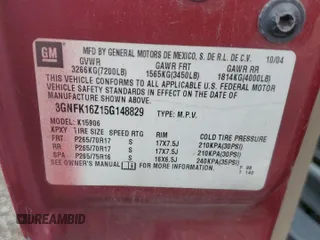 GM
MFD BY GENERAL MOTORS DE MEXICO, S. DE R.L. DE C.V. 10/04
GVWR GAWR FRT GAWR RR
3266KG(7200LB) 1565KG(3450LB) 1814KG(4000LB)
THIS VEHICLE CONFORMS TO ALL APPLICABLE U.S. FEDERAL MOTOR
VEHICLE SAFETY STANDARDS IN EFFECT ON THE DATE OF
MANUFACTURE SHOWN ABOVE.
3GNFK16Z15G148829 TYPE: M.P.V.
MODEL: K15906
KPXY TIRE SIZE SPEED RTG RIM COLD TIRE PRESSURE
FRT P265/70R17 S 17X7.5J 210KPA(30PSI)
RR P265/70R17 S 17X7.5J 210KPA(30PSI)
SPA P265/75R16 S 16X6.5J 240KPA(35PSI)
SEE OWNER'S MANUAL FOR MORE INFORMATION
© CARANDBID